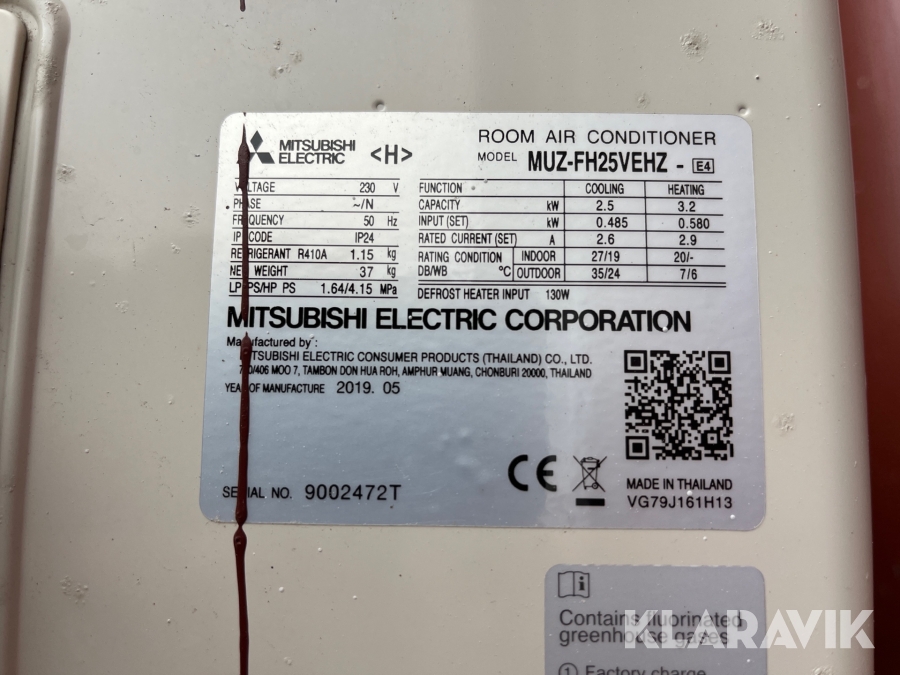 MITSUBISHI
ELECTRIC <H>
ROOM AIR CONDITIONER
MODEL MUZ-FH25VEHZ - E4
VOLTAGE 230 V
PHASE ~/N
FREQUENCY 50 Hz
IP CODE IP24
REFRIGERANT R410A 1.15 kg
NET WEIGHT 37 kg
LP PS/HP PS 1.64/4.15 MPa
FUNCTION COOLING HEATING
CAPACITY kW 2.5 3.2
INPUT (SET) kW 0.485 0.580
RATED CURRENT (SET) A 2.6 2.9
RATING CONDITION INDOOR 27/19 20/-
DB/WB °C OUTDOOR 35/24 7/6
DEFROST HEATER INPUT 130W
MITSUBISHI ELECTRIC CORPORATION
Manufactured by:
MITSUBISHI ELECTRIC CONSUMER PRODUCTS (THAILAND) CO., LTD.
700/406 MOO 7, TAMBON DON HUA ROH, AMPHUR MUANG, CHONBURI 20000, THAILAND
YEAR OF MANUFACTURE 2019. 05
CE
SERIAL NO. 9002472T
MADE IN THAILAND
VG79J161H13
i
Contains fluorinated
greenhouse gases
KLARAVIK
1 Factory charge